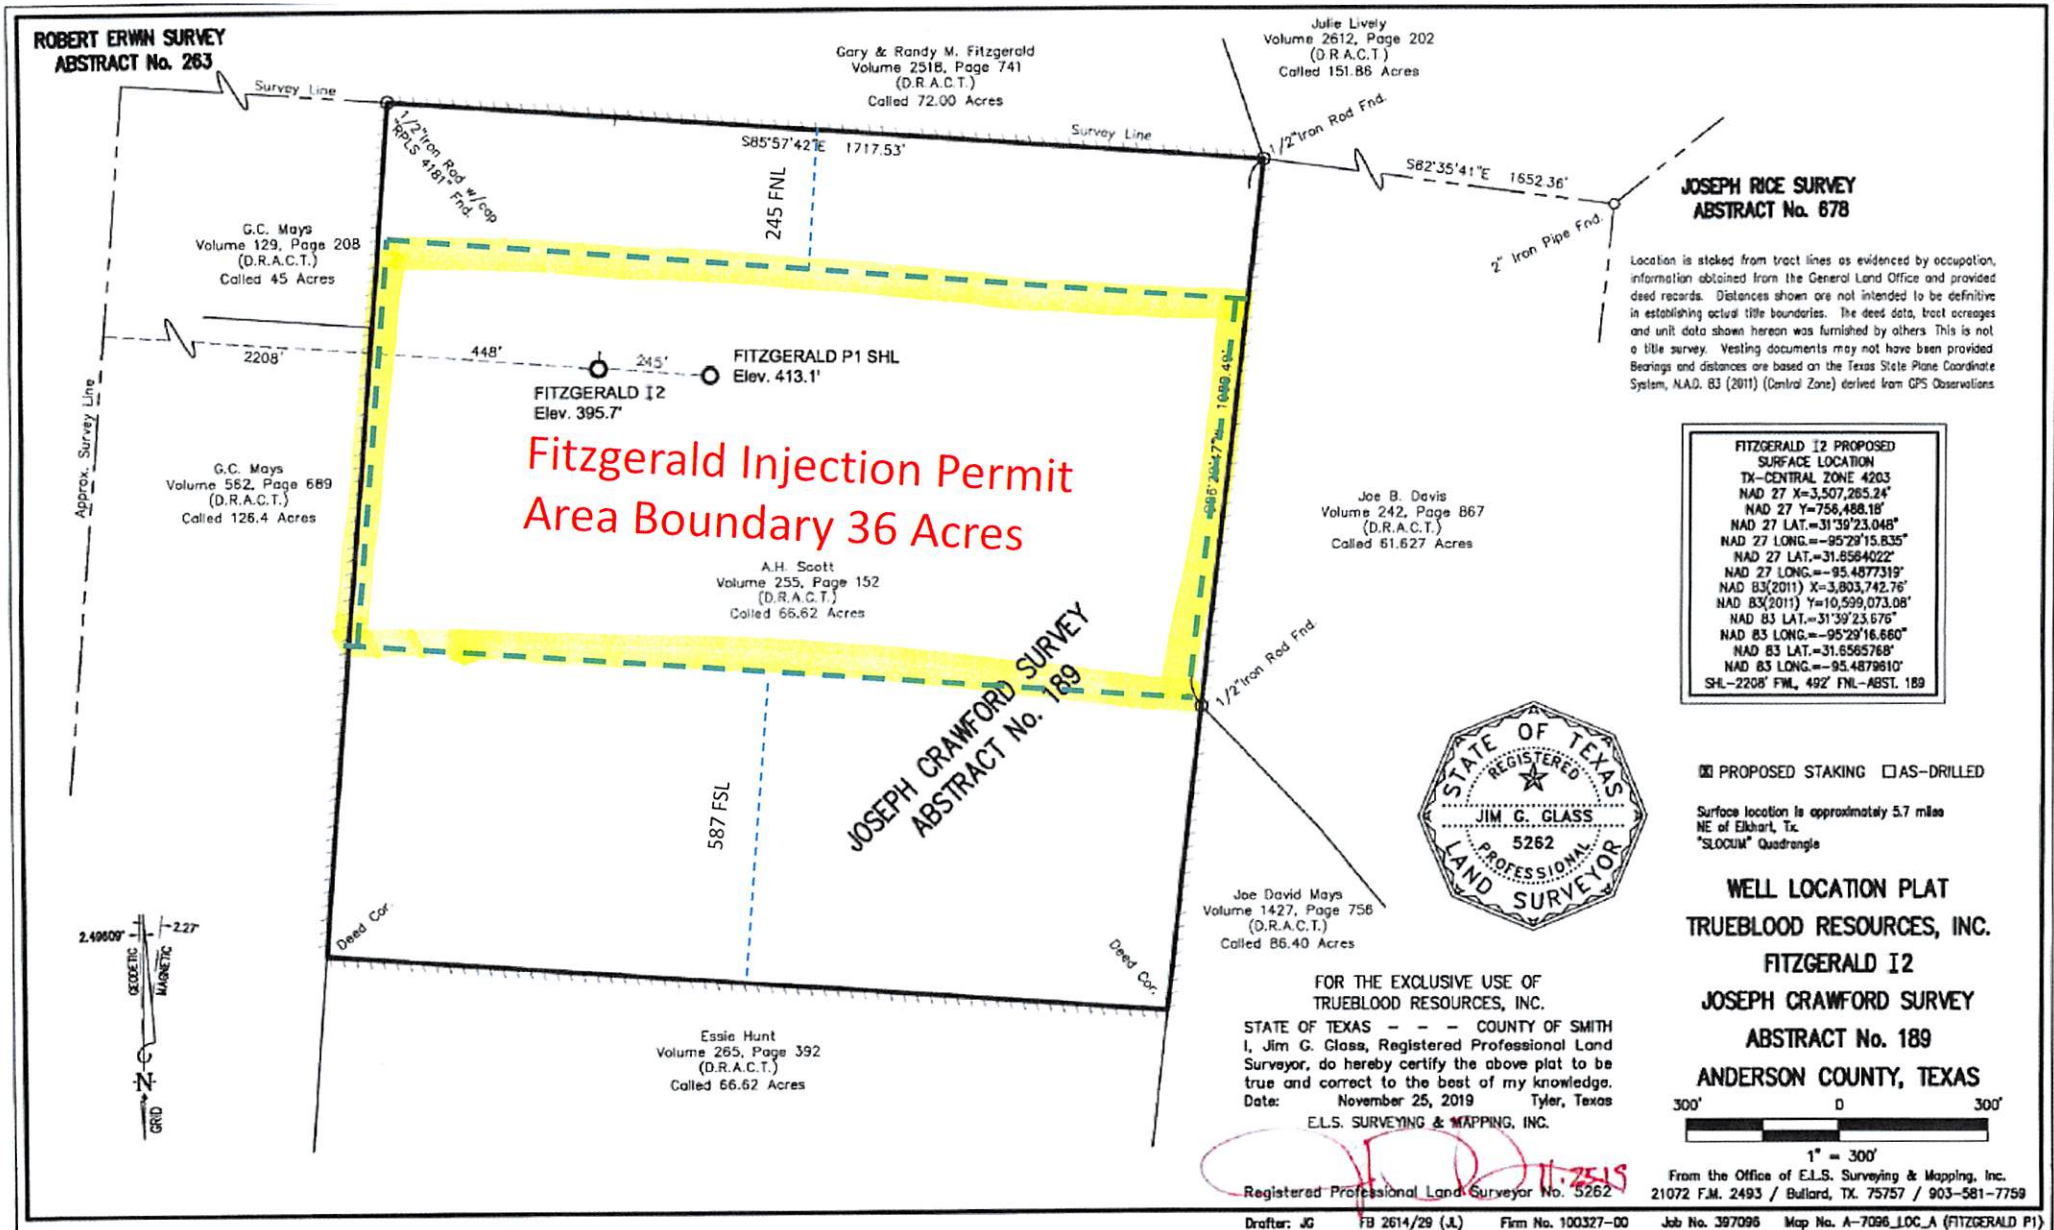 ROBERT ERWIN SURVEY
ABSTRACT No. 263
Survey Line
Gary & Randy M. Fitzgerald
Volume 2518, Page 741
(D.R.A.C.T.)
Called 72.00 Acres
Julie Lively
Volume 2612, Page 202
(D.R.A.C.T.)
Called 151.86 Acres
1/2"Iron Rod Fnd.
Survey Line
S85°57'42"E 1717.53'
1/2"Iron Rod w/cap
"RPLS 4181" Fnd.
245 FNL
S82°35'41"E 1652.36'
2" Iron Pipe Fnd.
JOSEPH RICE SURVEY
ABSTRACT No. 678
G.C. Mays
Volume 129, Page 208
(D.R.A.C.T.)
Called 45 Acres
Location is staked from tract lines as evidenced by occupation,
information obtained from the General Land Office and provided
deed records. Distances shown are not intended to be definitive
in establishing actual title boundaries. The deed data, tract acreages
and unit data shown hereon was furnished by others This is not
a title survey. Vesting documents may not have been provided
Bearings and distances are based on the Texas State Plane Coordinate
System, N.A.D. 83 (2011) (Central Zone) derived from GPS Observations
2208'
448'
245'
FITZGERALD P1 SHL
Elev. 413.1'
FITZGERALD I2
Elev. 395.7'
Approx. Survey Line
Fitzgerald Injection Permit
Area Boundary 36 Acres
G.C. Mays
Volume 562, Page 689
(D.R.A.C.T.)
Called 126.4 Acres
Joe B. Davis
Volume 242, Page 867
(D.R.A.C.T.)
Called 61.627 Acres
A.H. Scott
Volume 255, Page 152
(D.R.A.C.T.)
Called 66.62 Acres
FITZGERALD I2 PROPOSED
SURFACE LOCATION
TX-CENTRAL ZONE 4203
NAD 27 X=3,507,265.24'
NAD 27 Y=756,488.18'
NAD 27 LAT.=31°39'23.048"
NAD 27 LONG.=-95°29'15.835"
NAD 27 LAT.=31.6564022°
NAD 27 LONG.=-95.4877319°
NAD 83(2011) X=3,803,742.76'
NAD 83(2011) Y=10,599,073.08'
NAD 83 LAT.=31°39'23.676"
NAD 83 LONG.=-95°29'16.660"
NAD 83 LAT.=31.6565768°
NAD 83 LONG.=-95.4879610°
SHL-2208' FWL, 492' FNL-ABST. 189
JOSEPH CRAWFORD SURVEY
ABSTRACT No. 189
1/2"Iron Rod Fnd.
587 FSL
STATE OF TEXAS
REGISTERED
JIM G. GLASS
5262
PROFESSIONAL
LAND SURVEYOR
PROPOSED STAKING AS-DRILLED
Surface location is approximately 5.7 miles
NE of Elkhart, Tx.
"SLOCUM" Quadrangle
WELL LOCATION PLAT
TRUEBLOOD RESOURCES, INC.
FITZGERALD I2
JOSEPH CRAWFORD SURVEY
ABSTRACT No. 189
ANDERSON COUNTY, TEXAS
Deed Cor.
Deed Cor.
Joe David Mays
Volume 1427, Page 756
(D.R.A.C.T.)
Called 86.40 Acres
2.49609°
2.27°
GEODETIC
MAGNETIC
N
GRID
Essie Hunt
Volume 265, Page 392
(D.R.A.C.T.)
Called 66.62 Acres
FOR THE EXCLUSIVE USE OF
TRUEBLOOD RESOURCES, INC.
STATE OF TEXAS - - - COUNTY OF SMITH
I, Jim G. Glass, Registered Professional Land
Surveyor, do hereby certify the above plat to be
true and correct to the best of my knowledge.
Date: November 25, 2019 Tyler, Texas
E.L.S. SURVEYING & MAPPING, INC.
11-25-19
Registered Professional Land Surveyor No. 5262
300' 0 300'
1" = 300'
From the Office of E.L.S. Surveying & Mapping, Inc.
21072 F.M. 2493 / Bullard, TX. 75757 / 903-581-7759
Drafter: JG FB 2614/29 (JL) Firm No. 100327-00 Job No. 397096 Map No. A-7096_LOC_A (FITZGERALD P1)